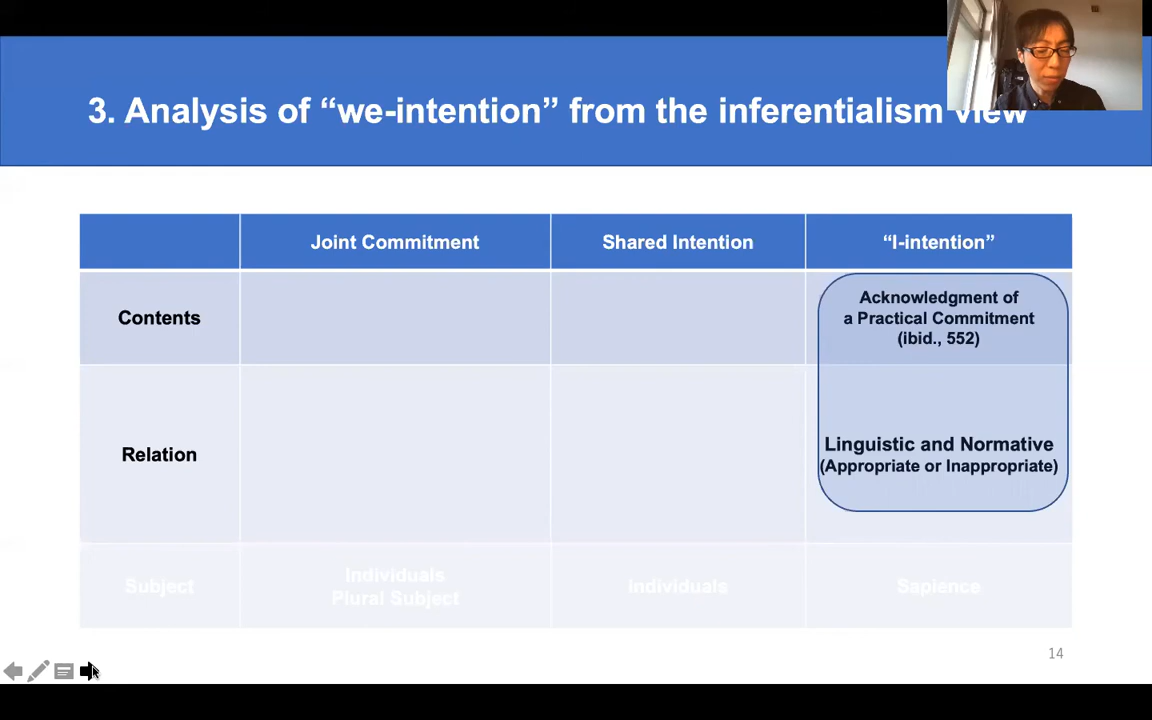 3. Analysis of “we-intention” from the inferentialism view
Joint Commitment
Shared Intention
“I-intention”
Contents
Acknowledgment of
a Practical Commitment
(ibid., 552)
Relation
Linguistic and Normative
(Appropriate or Inappropriate)
Subject
Individuals
Plural Subject
Individuals
Sapience
14